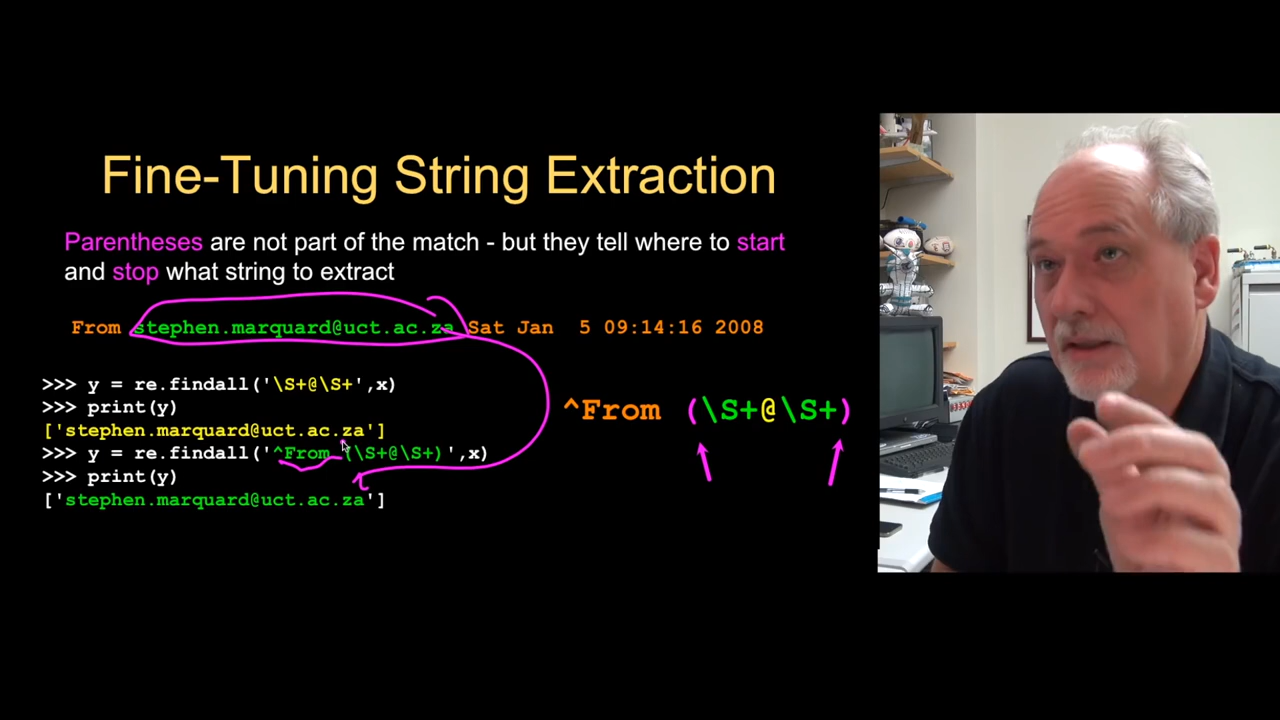 Fine-Tuning String Extraction
Parentheses are not part of the match - but they tell where to start
and stop what string to extract
From stephen.marquard@uct.ac.za Sat Jan  5 09:14:16 2008
>>> y = re.findall('\S+@\S+',x)
>>> print(y)
['stephen.marquard@uct.ac.za']
>>> y = re.findall('^From (\S+@\S+)',x)
>>> print(y)
['stephen.marquard@uct.ac.za']
^From (\S+@\S+)